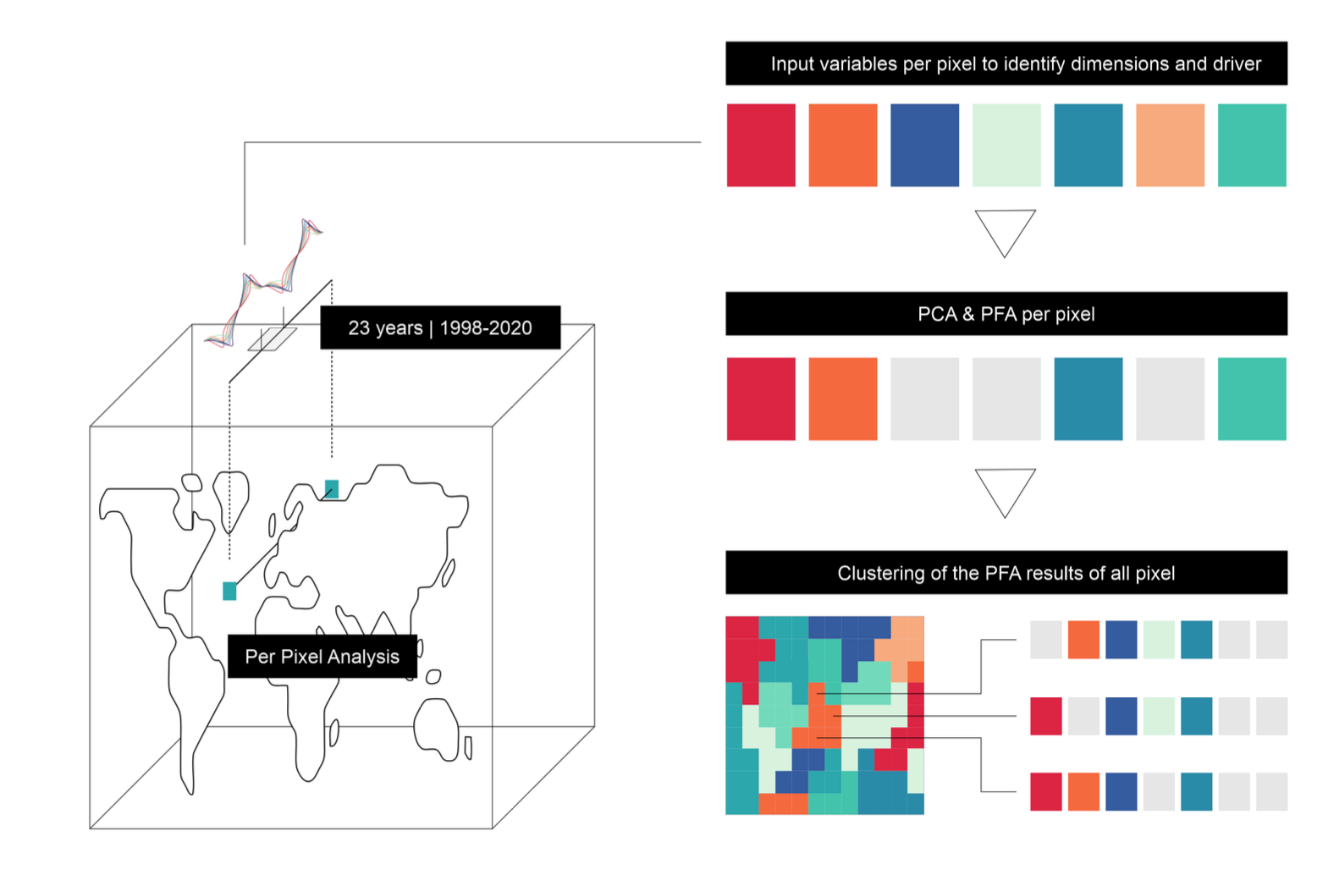 Input variables per pixel to identify dimensions and driver
23 years | 1998-2020
PCA & PFA per pixel
Per Pixel Analysis
Clustering of the PFA results of all pixel